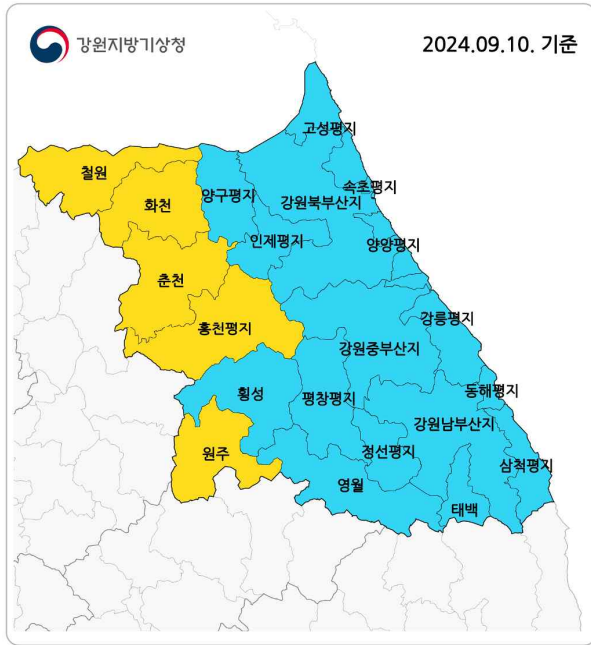 강원지방기상청
2024.09.10. 기준
고성평지
철원
속초평지
양구평지
강원북부산지
화천
인제평지
양양평지
춘천
강릉평지
홍천평지
강원중부산지
동해평지
횡성
평창평지
강원남부산지
원주
정선평지
삼척평지
영월
태백